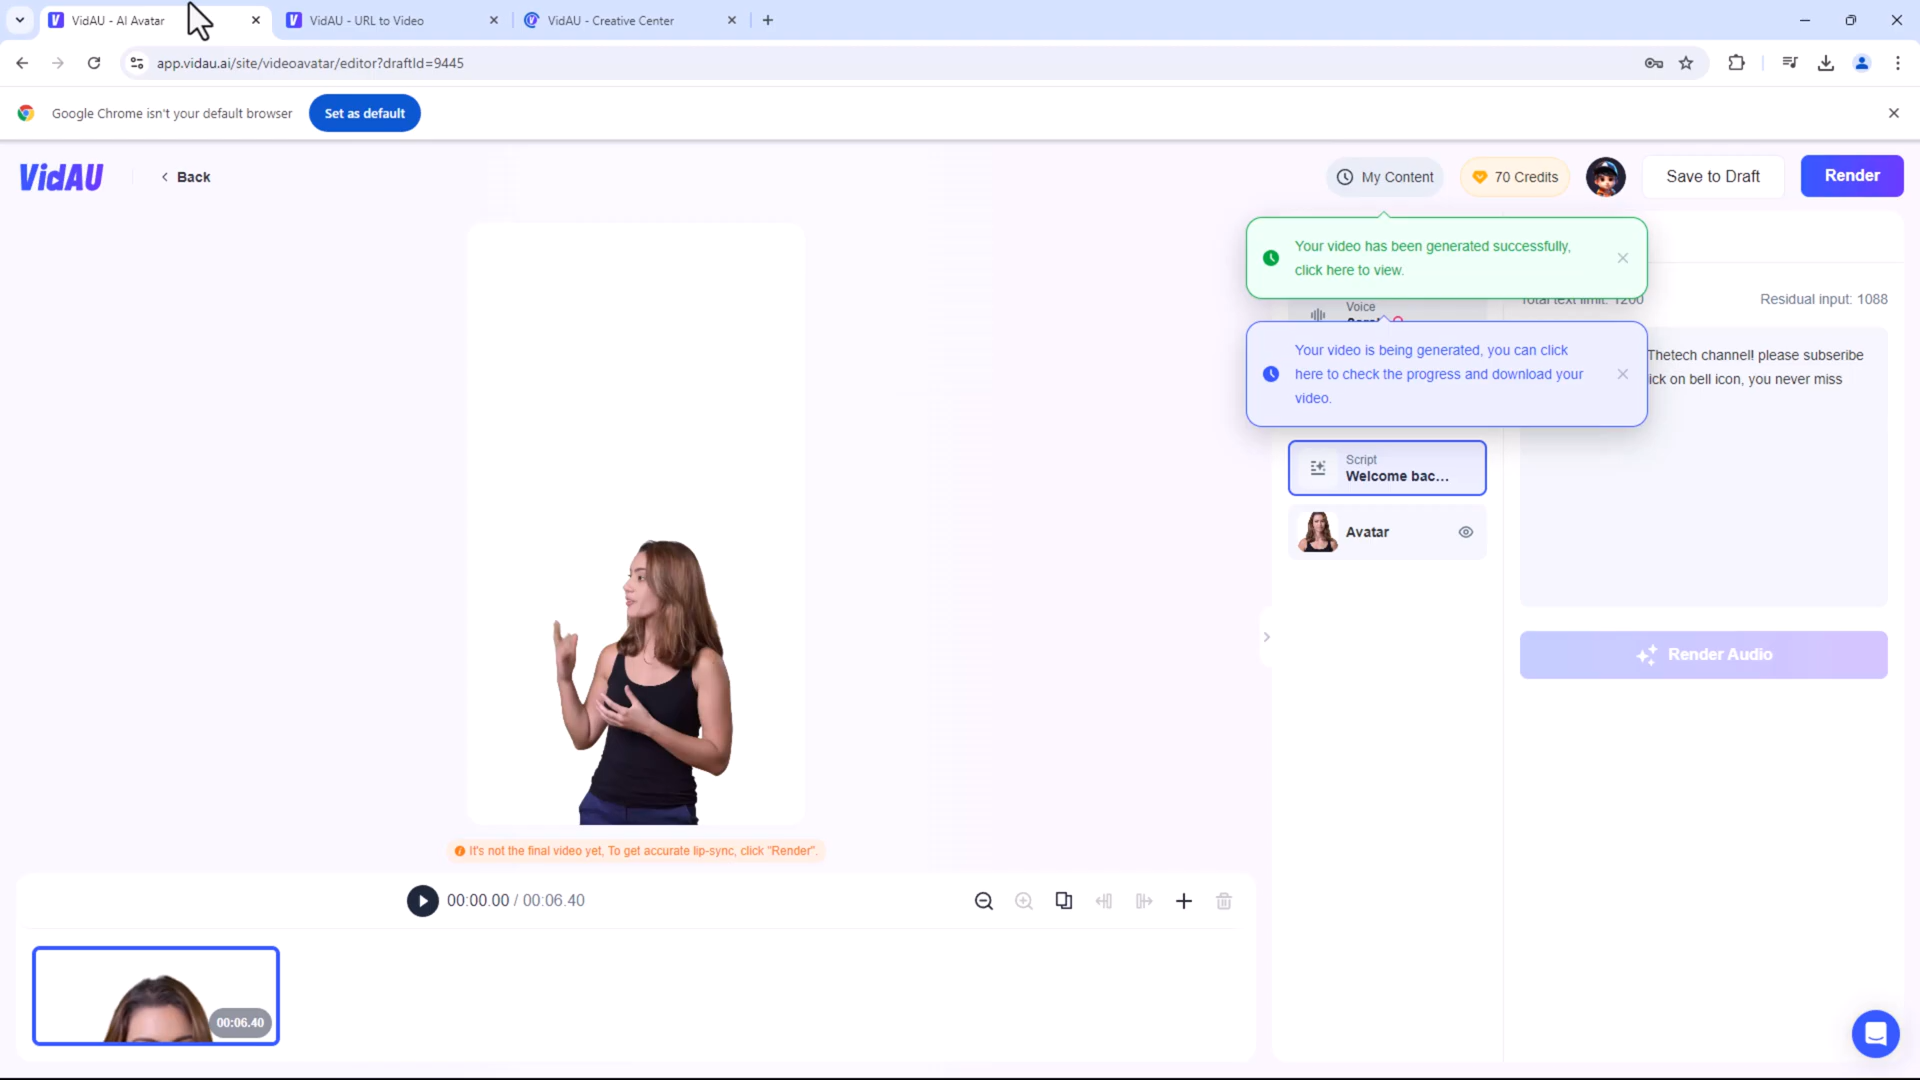 VidAU - AI Avatar
VidAU - URL to Video
VidAU - Creative Center
app.vidau.ai/site/videoavatar/editor?draftId=9445
Google Chrome isn't your default browser
Set as default
VidAU
Back
My Content
70 Credits
Save to Draft
Render
Your video has been generated successfully,
click here to view.
Total text limit: 1200
Residual input: 1088
Voice
Your video is being generated, you can click
here to check the progress and download your
video.
Thetech channel! please subseribe
ick on bell icon, you never miss
Script
Welcome bac...
Avatar
Render Audio
It's not the final video yet, To get accurate lip-sync, click "Render".
00:00.00 / 00:06.40
00:06.40